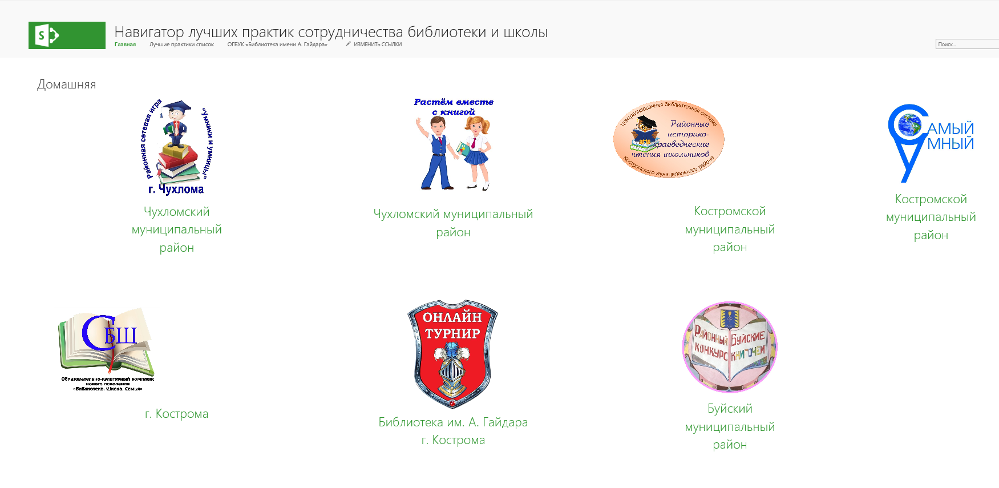 S
Навигатор лучших практик сотрудничества библиотеки и школы
Главная Лучшие практики список ОГБУК «Библиотека имени А. Гайдара» ИЗМЕНИТЬ ССЫЛКИ
Поиск...
Домашняя
Районная сетевая игра
"умники и умницы"
г. Чухлома
Чухломский
муниципальный
район
Растём вместе
с книгой
Чухломский муниципальный
район
Централизованная библиотечная система
Районные
историко-
краеведческие
чтения школьников
Костромского муниципального района
Костромской
муниципальный
район
САМЫЙ
УМНЫЙ
Костромской
муниципальный
район
СБШ
Образовательно-культурный комплекс
нового поколения
«Библиотека. Школа. Семья»
г. Кострома
ОНЛАЙН
ТУРНИР
Библиотека им. А. Гайдара
г. Кострома
Районный
конкурс
Буйские
книгочеи
Буйский
муниципальный
район